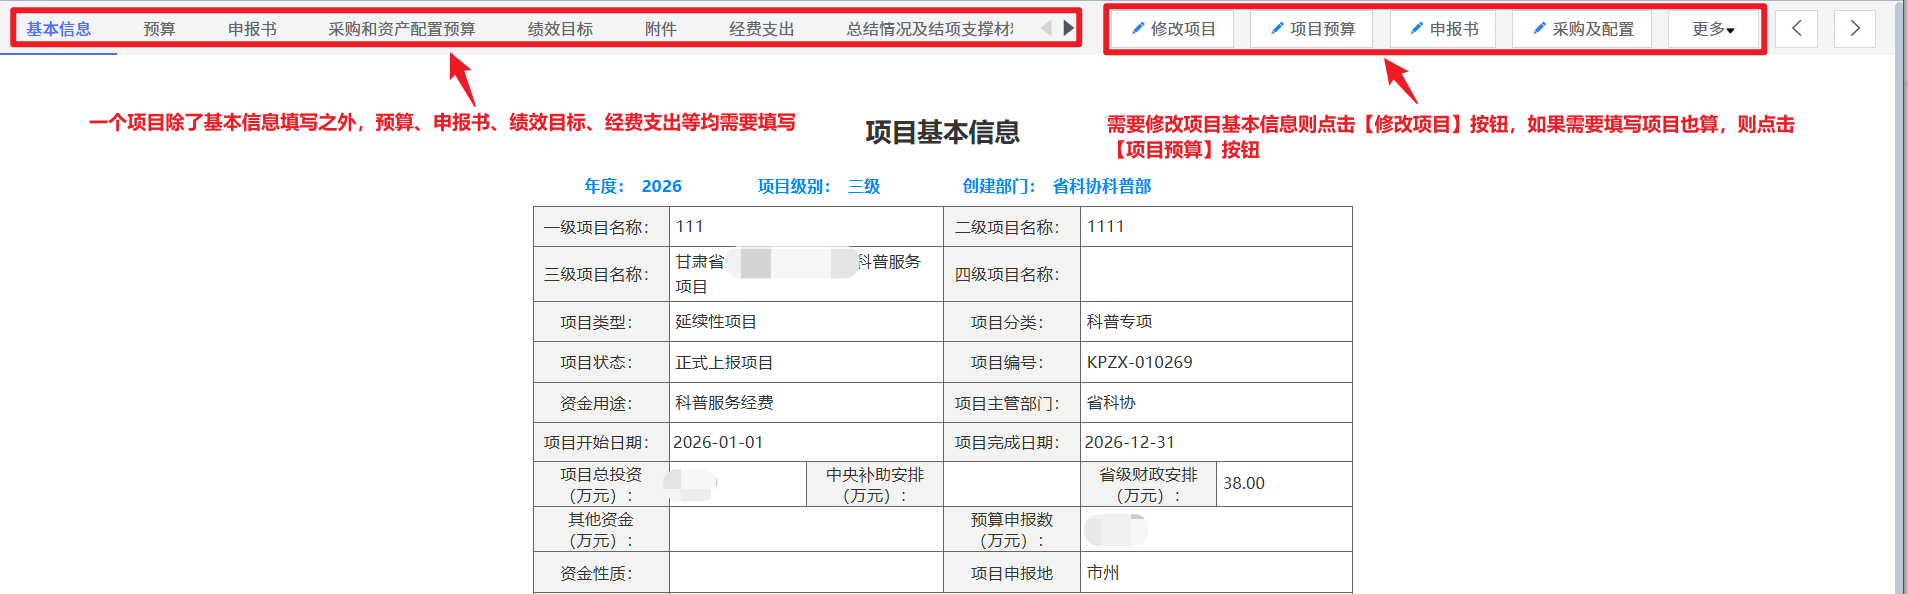 基本信息 预算 申报书 采购和资产配置预算 绩效目标 附件 经费支出 总结情况及结项支撑材 修改项目 项目预算 申报书 采购及配置 更多
一个项目除了基本信息填写之外，预算、申报书、绩效目标、经费支出等均需要填写
项目基本信息
需要修改项目基本信息则点击【修改项目】按钮，如果需要填写项目也算，则点击
【项目预算】按钮
年度： 2026 项目级别： 三级 创建部门： 省科协科普部
一级项目名称： 111 二级项目名称： 1111
三级项目名称： 甘肃省 科普服务
项目 四级项目名称：
项目类型： 延续性项目 项目分类： 科普专项
项目状态： 正式上报项目 项目编号： KPZX-010269
资金用途： 科普服务经费 项目主管部门： 省科协
项目开始日期： 2026-01-01 项目完成日期： 2026-12-31
项目总投资 中央补助安排 省级财政安排
（万元）： （万元）： （万元）： 38.00
其他资金 预算申报数
（万元）： （万元）：
资金性质： 项目申报地 市州